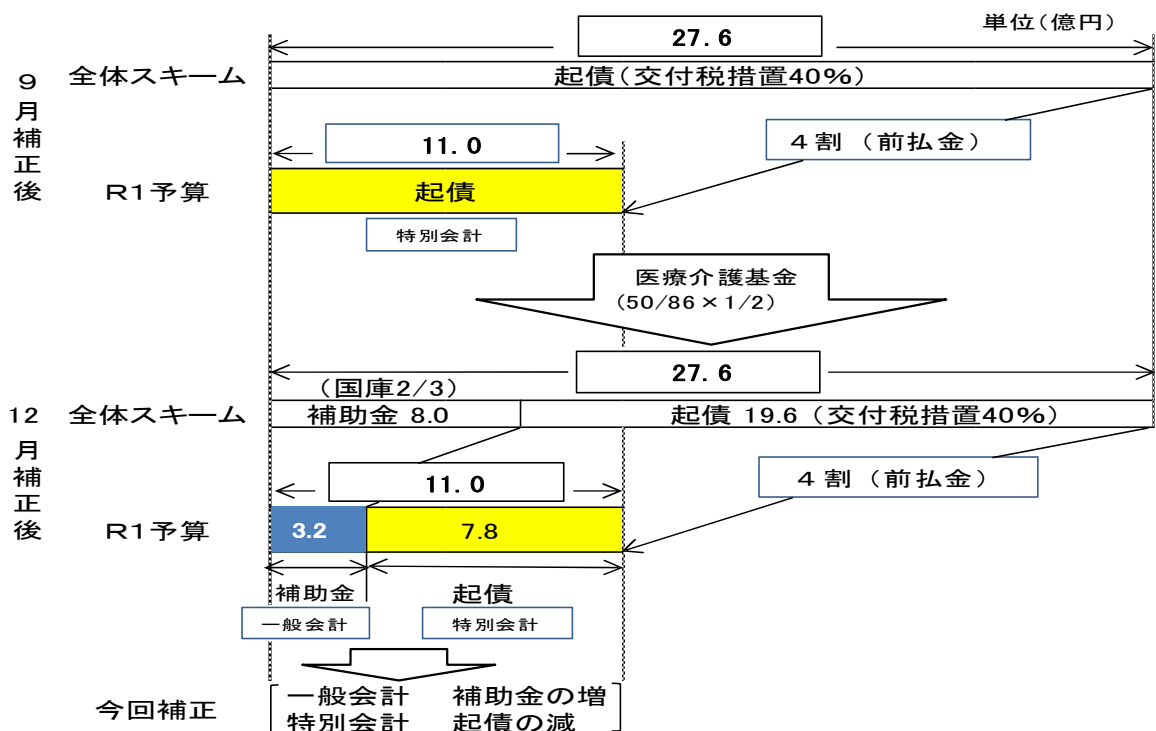 単位(億円)
27.6
9月補正後
全体スキーム
起債(交付税措置40%)
4割(前払金)
11.0
R1予算
起債
特別会計
医療介護基金
(50/86×1/2)
27.6
(国庫2/3)
12月補正後
全体スキーム
補助金 8.0
起債 19.6(交付税措置40%)
4割(前払金)
11.0
R1予算
3.2
7.8
補助金
起債
一般会計
特別会計
今回補正
一般会計 補助金の増
特別会計 起債の減